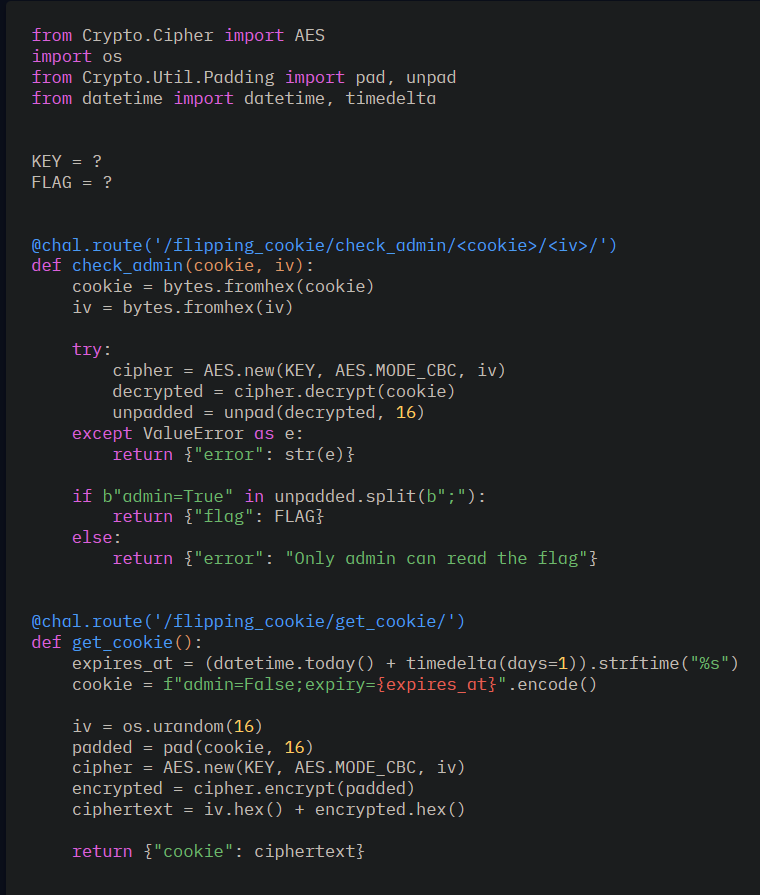 from Crypto.Cipher import AES
import os
from Crypto.Util.Padding import pad, unpad
from datetime import datetime, timedelta
KEY = ?
FLAG = ?
@chal.route('/flipping_cookie/check_admin/<cookie>/<iv>/')
def check_admin(cookie, iv):
    cookie = bytes.fromhex(cookie)
    iv = bytes.fromhex(iv)
    try:
        cipher = AES.new(KEY, AES.MODE_CBC, iv)
        decrypted = cipher.decrypt(cookie)
        unpadded = unpad(decrypted, 16)
    except ValueError as e:
        return {"error": str(e)}
    if b"admin=True" in unpadded.split(b";"):
        return {"flag": FLAG}
    else:
        return {"error": "Only admin can read the flag"}
@chal.route('/flipping_cookie/get_cookie/')
def get_cookie():
    expires_at = (datetime.today() + timedelta(days=1)).strftime("%s")
    cookie = f"admin=False;expiry={expires_at}".encode()
    iv = os.urandom(16)
    padded = pad(cookie, 16)
    cipher = AES.new(KEY, AES.MODE_CBC, iv)
    encrypted = cipher.encrypt(padded)
    ciphertext = iv.hex() + encrypted.hex()
    return {"cookie": ciphertext}